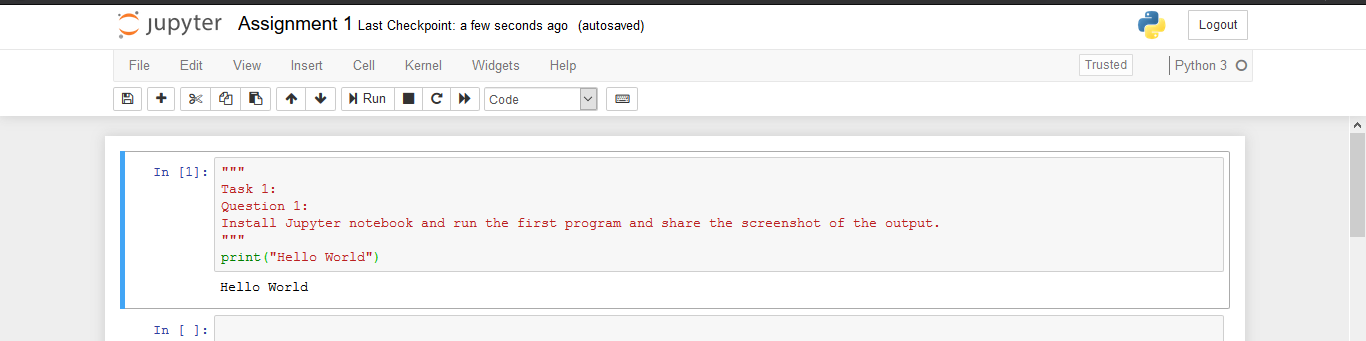 jupyter Assignment 1 Last Checkpoint: a few seconds ago (autosaved) Logout
File Edit View Insert Cell Kernel Widgets Help Trusted Python 3
Run Code
In [1]: """
Task 1:
Question 1:
Install Jupyter notebook and run the first program and share the screenshot of the output.
"""
print("Hello World")
Hello World
In [ ]: